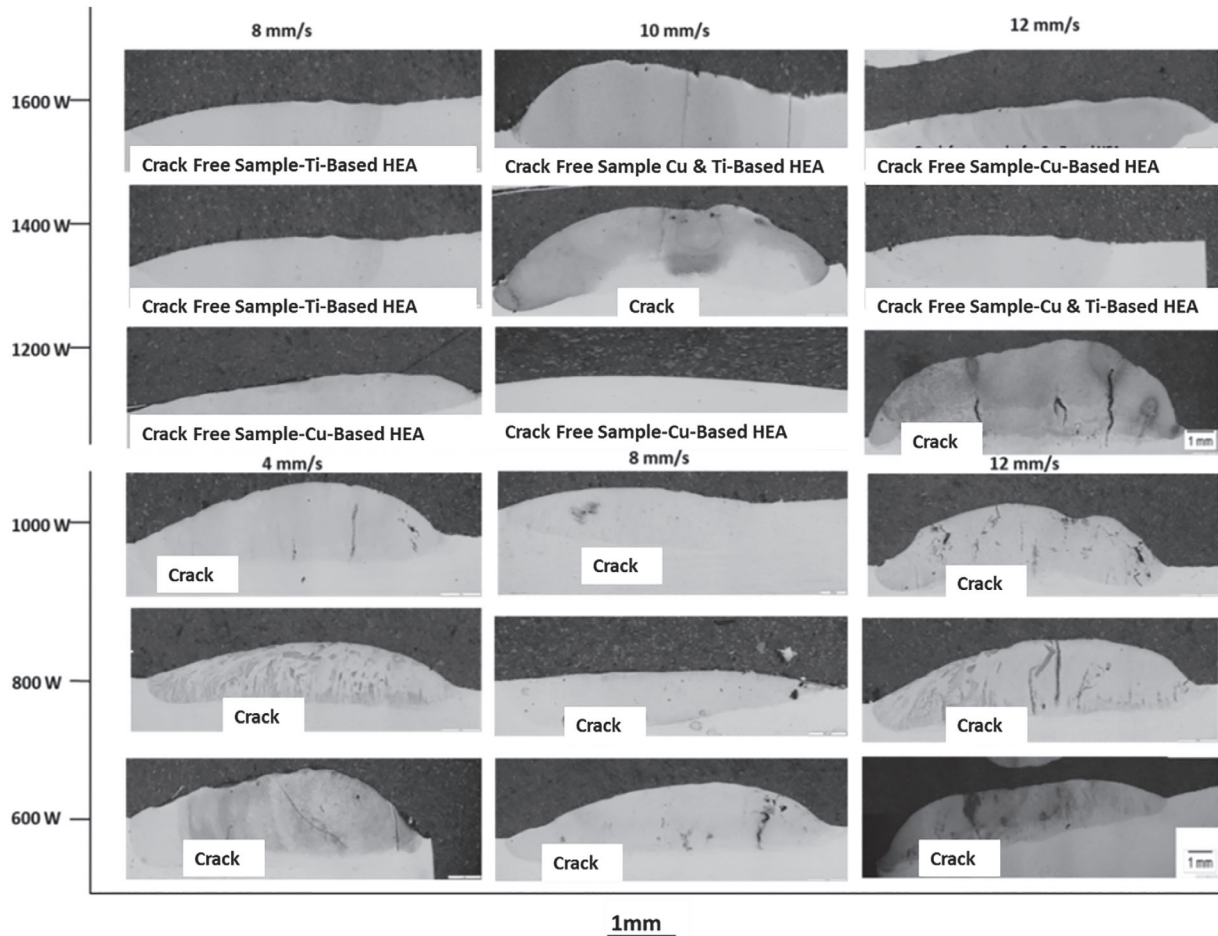 8 mm/s
10 mm/s
12 mm/s
1600 W
Crack Free Sample-Ti-Based HEA
Crack Free Sample Cu & Ti-Based HEA
Crack Free Sample-Cu-Based HEA
1400 W
Crack Free Sample-Ti-Based HEA
Crack
Crack Free Sample-Cu & Ti-Based HEA
1200 W
Crack Free Sample-Cu-Based HEA
Crack Free Sample-Cu-Based HEA
Crack
1 mm
4 mm/s
8 mm/s
12 mm/s
1000 W
Crack
Crack
Crack
800 W
Crack
Crack
Crack
600 W
Crack
Crack
Crack
1 mm
1mm